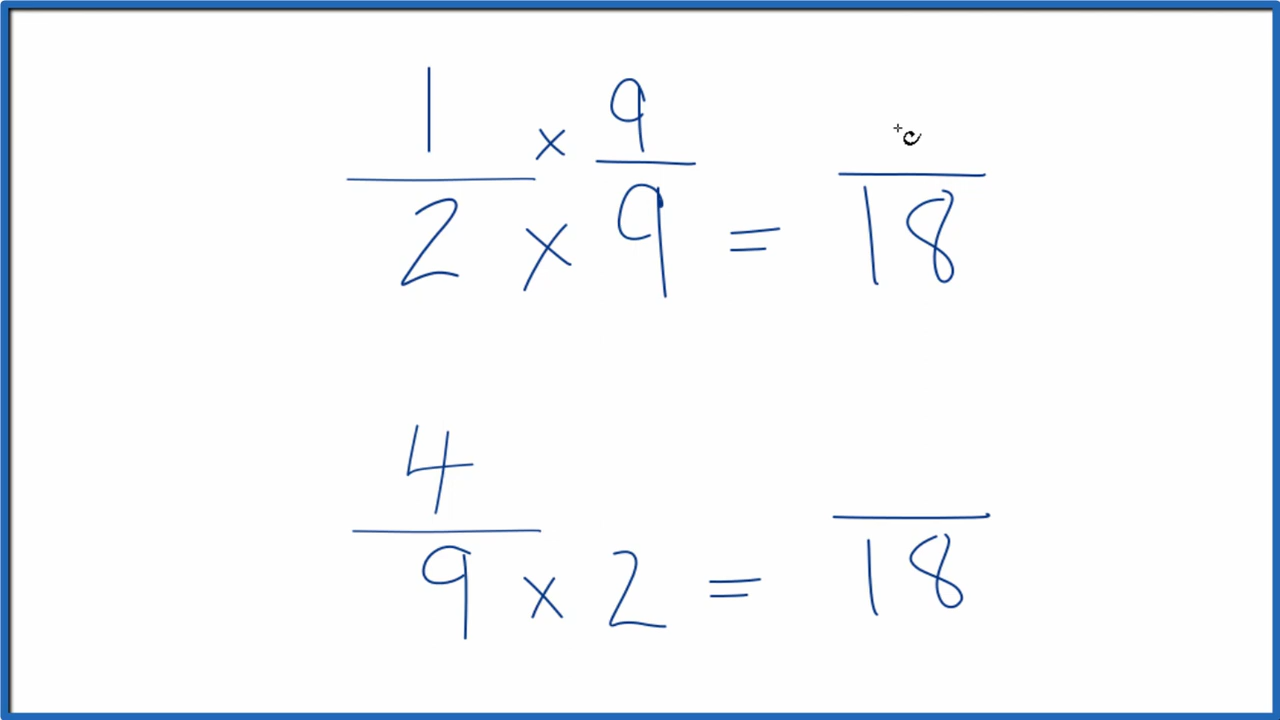 1 × 9
2 × 9 = 18
4
9 × 2 = 18